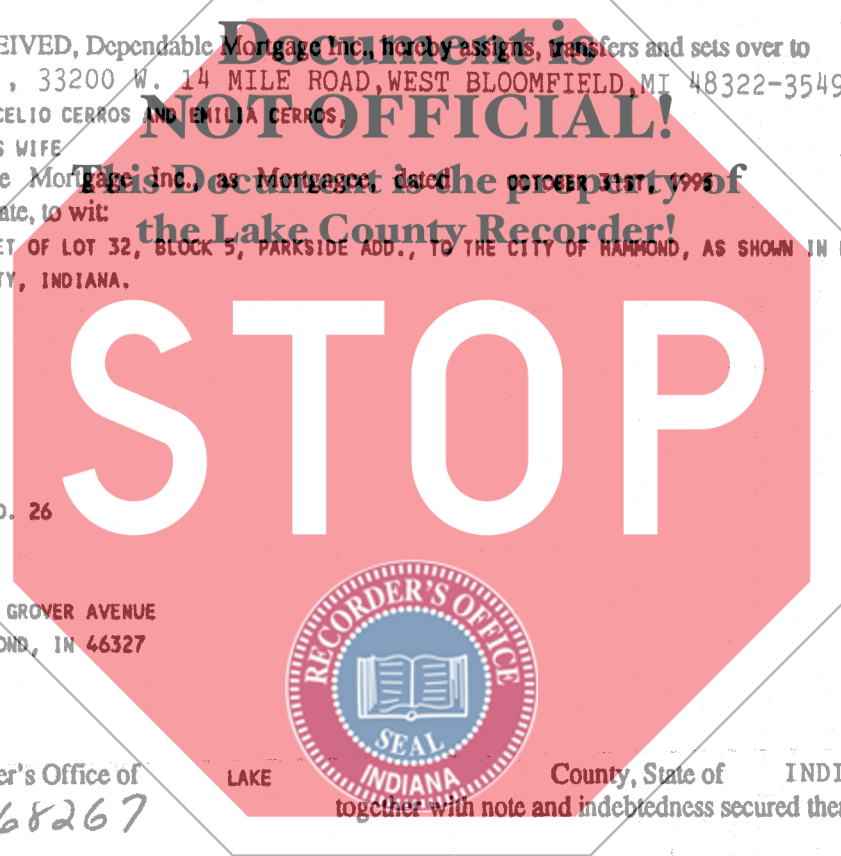 Document is
EIVED, Dependable Mortgage Inc., hereby assigns, transfers and sets over to
, 33200 W. 14 MILE ROAD,WEST BLOOMFIELD,MI 48322-3549
CELIO CERROS AND EMILIA CERROS,
NOT OFFICIAL!
S WIFE
e Mortgage Inc., as Mortgagee, dated OCTOBER 31ST, 1995
This Document is the property of
ate, to wit:
the Lake County Recorder!
ET OF LOT 32, BLOCK 5, PARKSIDE ADD., TO THE CITY OF HAMMOND, AS SHOWN IN
TY, INDIANA.
STOP
O. 26
GROVER AVENUE
OND, IN 46327
RECORDER'S OFFICE
SEAL
INDIANA
er's Office of LAKE County, State of INDI
68267 together with note and indebtedness secured ther